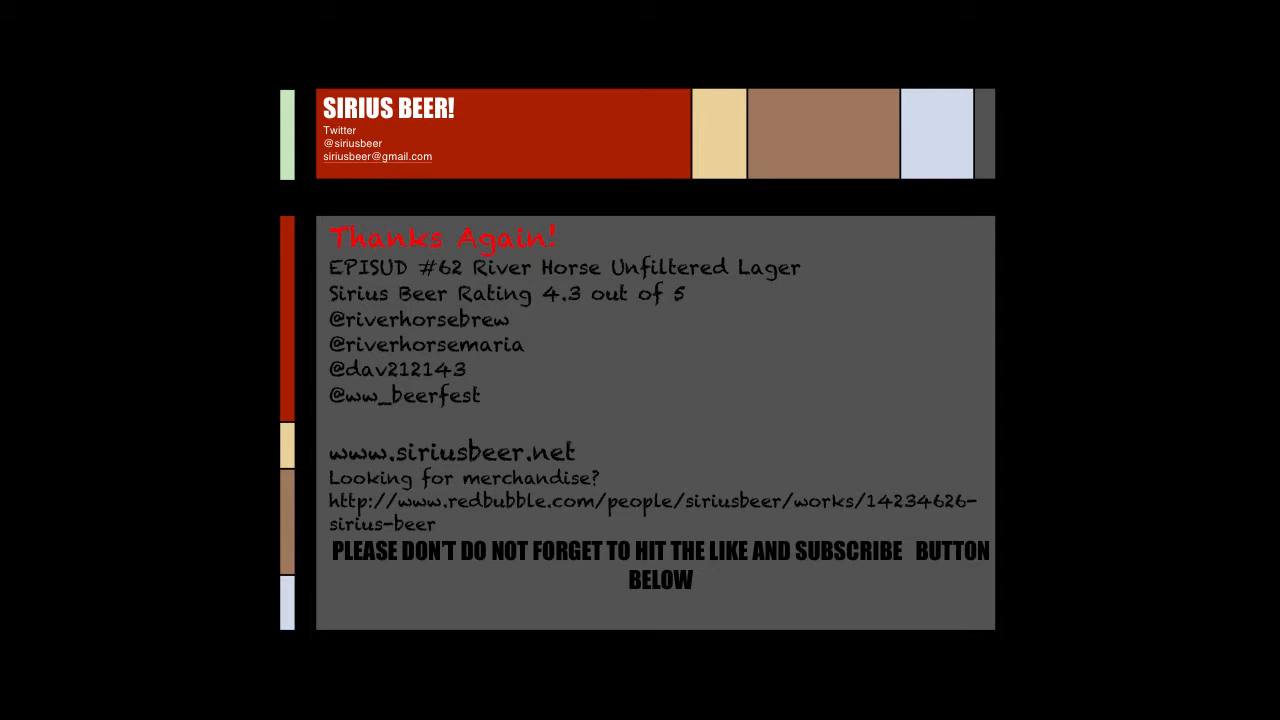 SIRIUS BEER!
Twitter
@siriusbeer
siriusbeer@gmail.com
Thanks Again!
EPISUD #62 River Horse Unfiltered Lager
Sirius Beer Rating 4.3 out of 5
@riverhorsebrew
@riverhorsemaria
@dav212143
@ww_beerfest
www.siriusbeer.net
Looking for merchandise?
http://www.redbubble.com/people/siriusbeer/works/14234626-
sirius-beer
PLEASE DON'T DO NOT FORGET TO HIT THE LIKE AND SUBSCRIBE BUTTON
BELOW